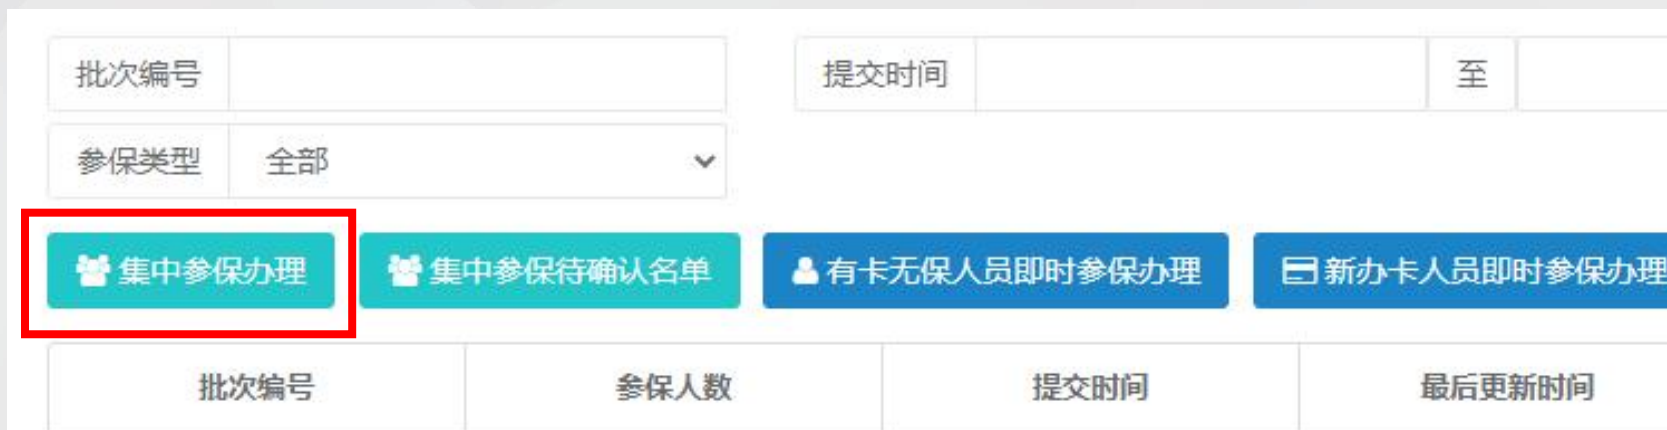 批次编号 提交时间 至
参保类型 全部
集中参保办理 集中参保待确认名单 有卡无保人员即时参保办理 新办卡人员即时参保办理
批次编号 参保人数 提交时间 最后更新时间